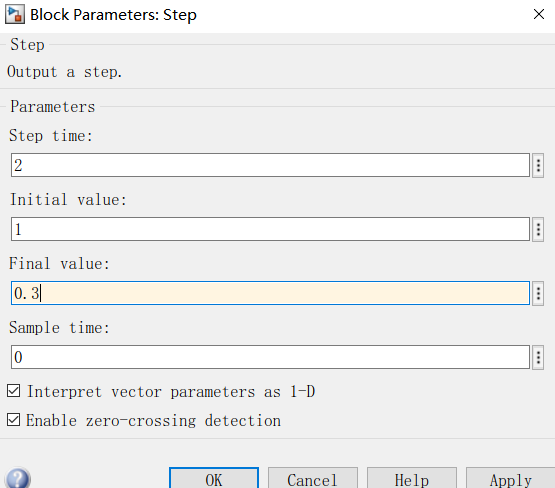 Block Parameters: Step
Step
Output a step.
Parameters
Step time:
2
Initial value:
1
Final value:
0.3
Sample time:
0
Interpret vector parameters as 1-D
Enable zero-crossing detection
OK Cancel Help Apply